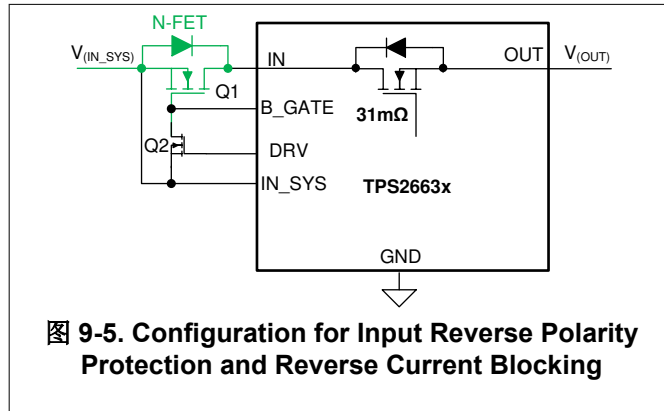 N-FET
V(IN_SYS)
IN
OUT
V(OUT)
Q1
B_GATE
31mΩ
Q2
DRV
IN_SYS
TPS2663x
GND
图 9-5. Configuration for Input Reverse Polarity
Protection and Reverse Current Blocking